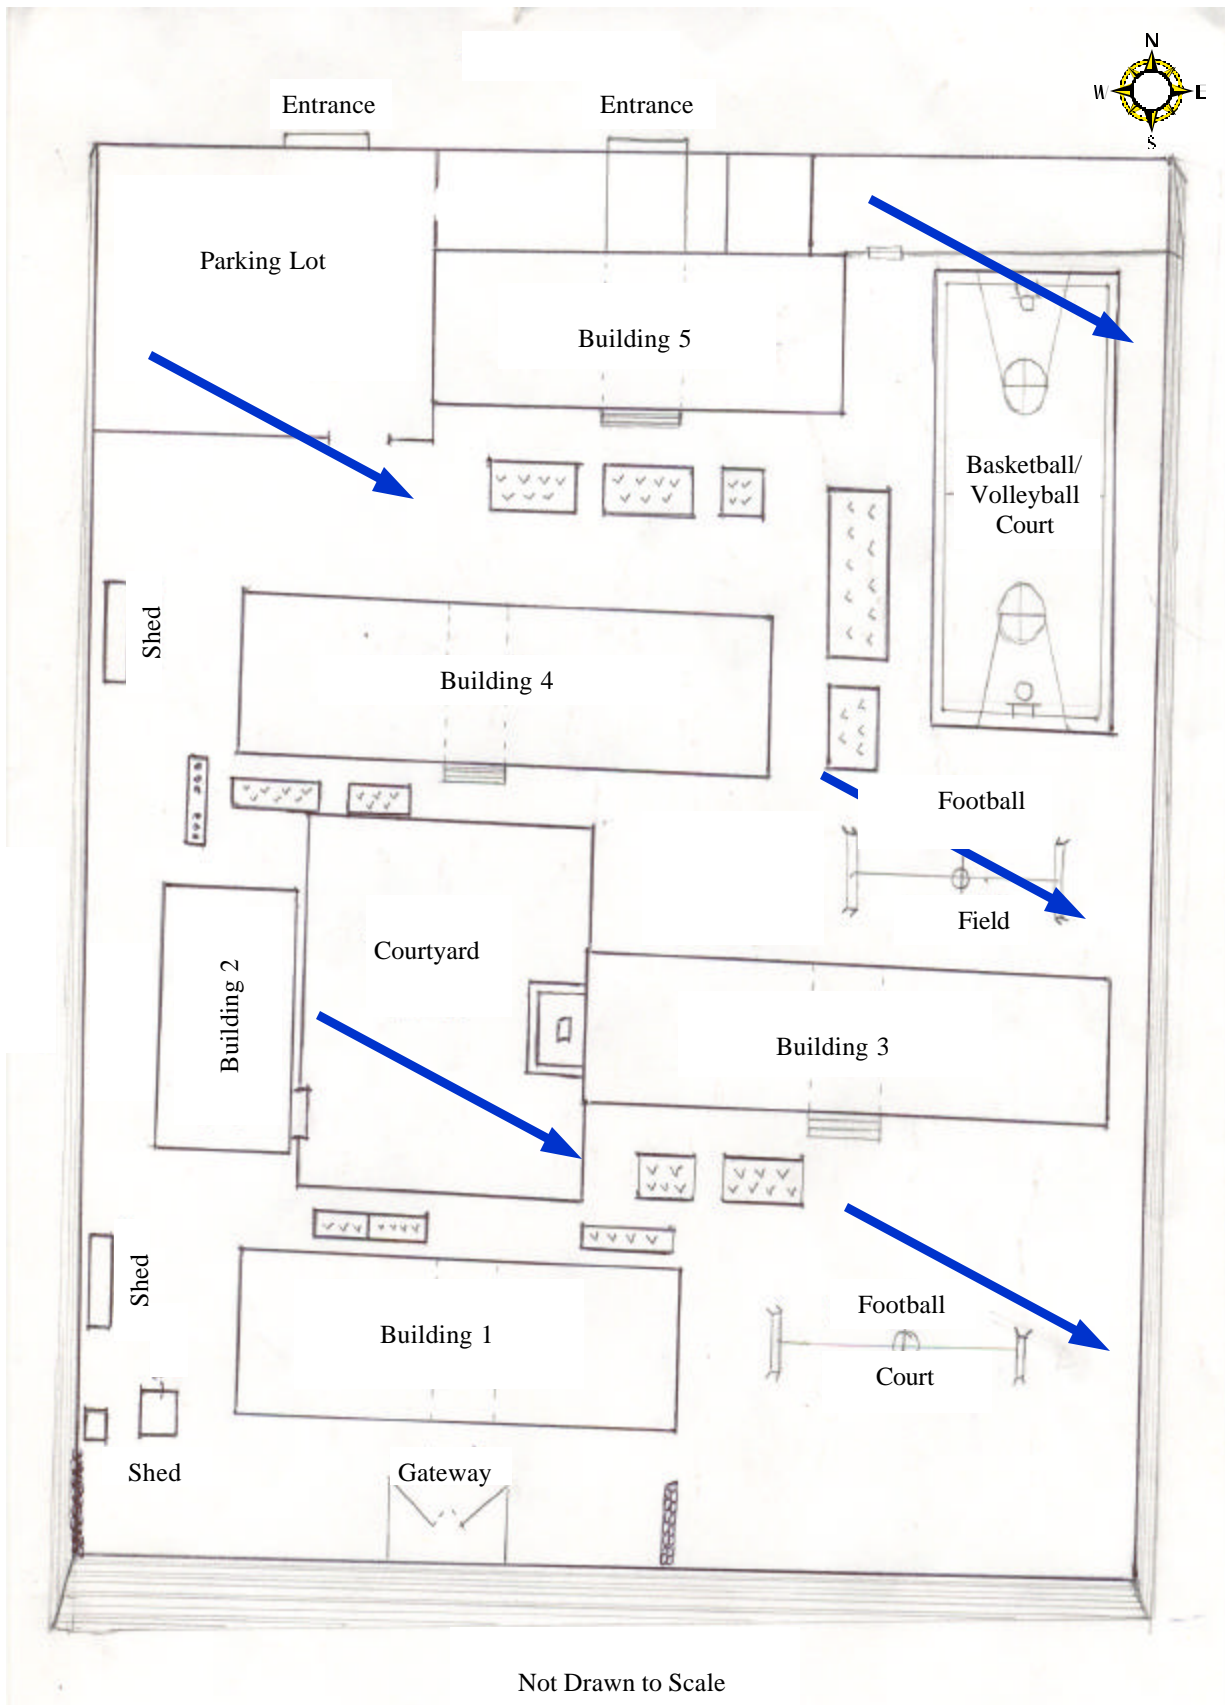 N
W
E
S
Entrance
Entrance
Parking Lot
Building 5
Basketball/
Volleyball
Court
Shed
Building 4
Football
Field
Courtyard
Building 2
Building 3
Shed
Building 1
Football
Court
Shed
Gateway
Not Drawn to Scale